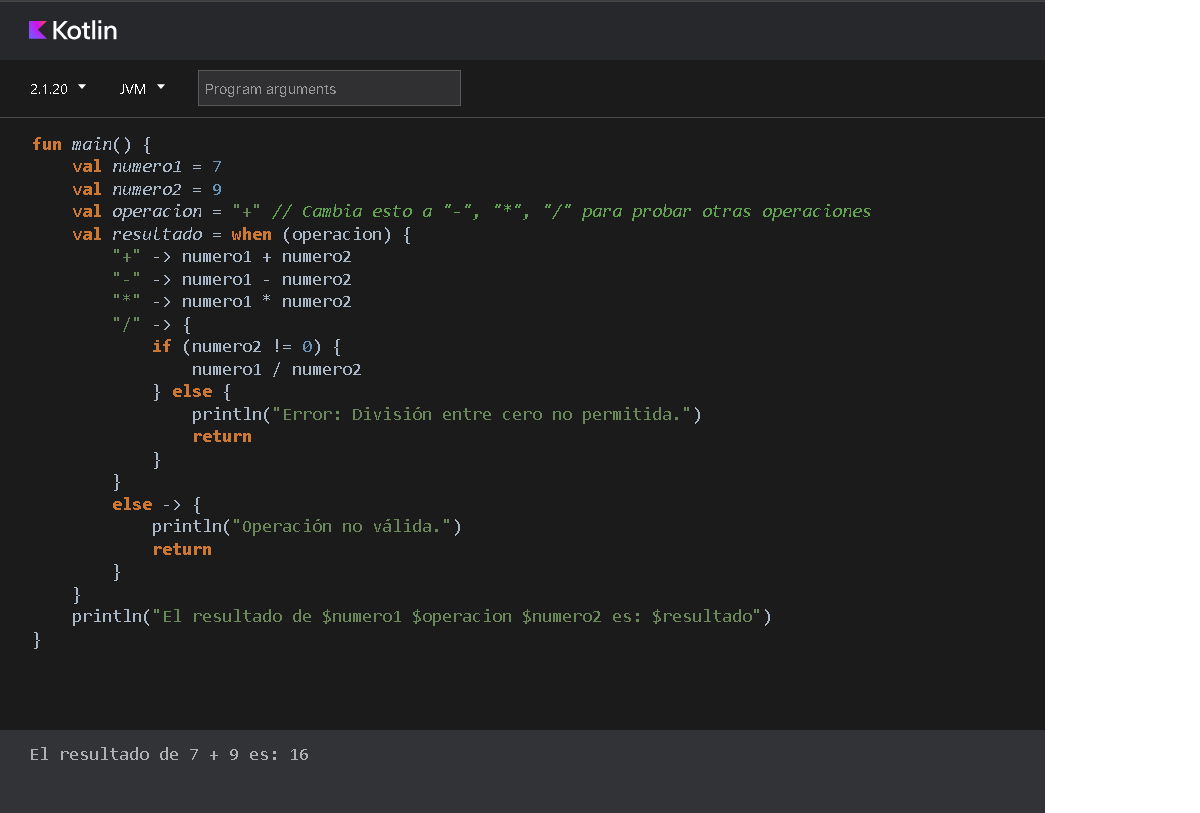 Kotlin
2.1.20 JVM Program arguments
fun main() {
    val numero1 = 7
    val numero2 = 9
    val operacion = "+" // Cambia esto a "-", "*", "/" para probar otras operaciones
    val resultado = when (operacion) {
        "+" -> numero1 + numero2
        "-" -> numero1 - numero2
        "*" -> numero1 * numero2
        "/" -> {
            if (numero2 != 0) {
                numero1 / numero2
            } else {
                println("Error: División entre cero no permitida.")
                return
            }
        }
        else -> {
            println("Operación no válida.")
            return
        }
    }
    println("El resultado de $numero1 $operacion $numero2 es: $resultado")
}
El resultado de 7 + 9 es: 16